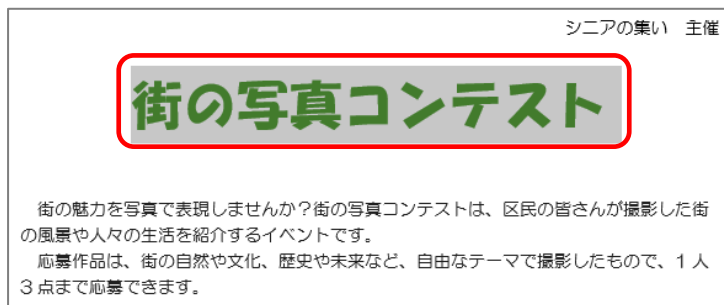 シニアの集い　主催
街の写真コンテスト
　街の魅力を写真で表現しませんか？街の写真コンテストは、区民の皆さんが撮影した街
の風景や人々の生活を紹介するイベントです。
　応募作品は、街の自然や文化、歴史や未来など、自由なテーマで撮影したもので、１人
３点まで応募できます。